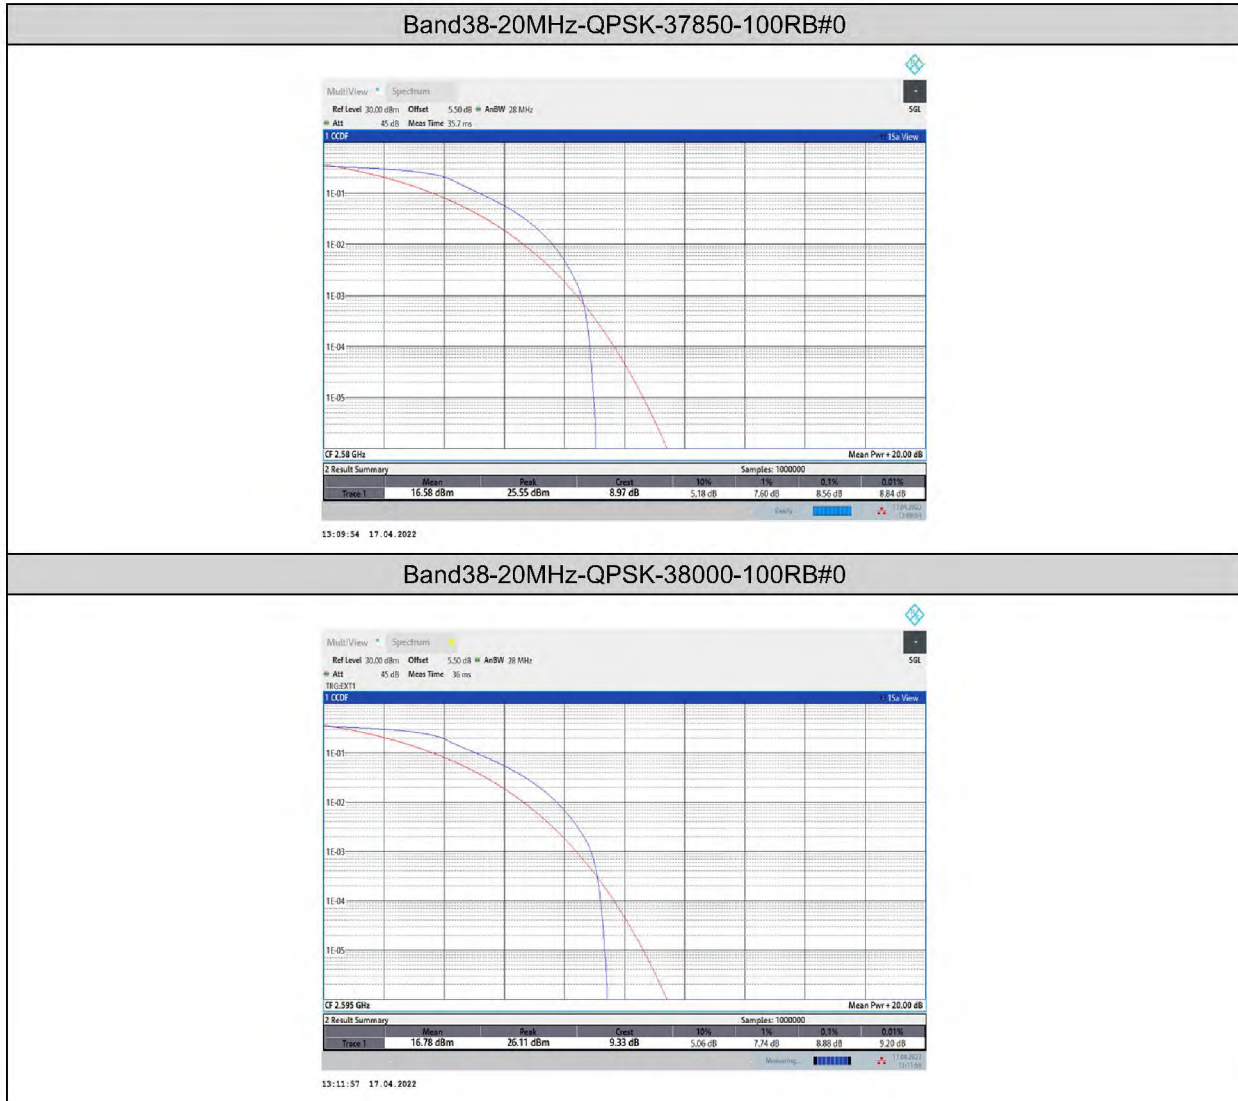 Band38-20MHz-QPSK-37850-100RB#0
MultiView Spectrum
Ref Level 30.00 dBm Offset 5.50 dB AnBW 28 MHz SGL
Att 45 dB Meas Time 35.7 ms
1 CCDF 1Sa View
1E-01
1E-02
1E-03
1E-04
1E-05
CF 2.58 GHz Mean Pwr + 20.00 dB
2 Result Summary Samples: 1000000
Mean Peak Crest 10% 1% 0.1% 0.01%
Trace 1 16.58 dBm 25.55 dBm 8.97 dB 5.18 dB 7.60 dB 8.56 dB 8.84 dB
Ready
13:09:54 17.04.2022
Band38-20MHz-QPSK-38000-100RB#0
MultiView Spectrum
Ref Level 30.00 dBm Offset 5.50 dB AnBW 28 MHz SGL
Att 45 dB Meas Time 36 ms
TRG:EXT1
1 CCDF 1Sa View
1E-01
1E-02
1E-03
1E-04
1E-05
CF 2.595 GHz Mean Pwr + 20.00 dB
2 Result Summary Samples: 1000000
Mean Peak Crest 10% 1% 0.1% 0.01%
Trace 1 16.78 dBm 26.11 dBm 9.33 dB 5.06 dB 7.74 dB 8.88 dB 9.20 dB
Measuring...
13:11:57 17.04.2022